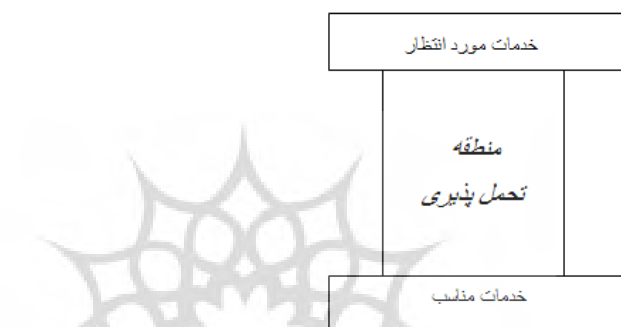 خدمات مورد انتظار
منطقه
تحمل پذیری
خدمات مناسب